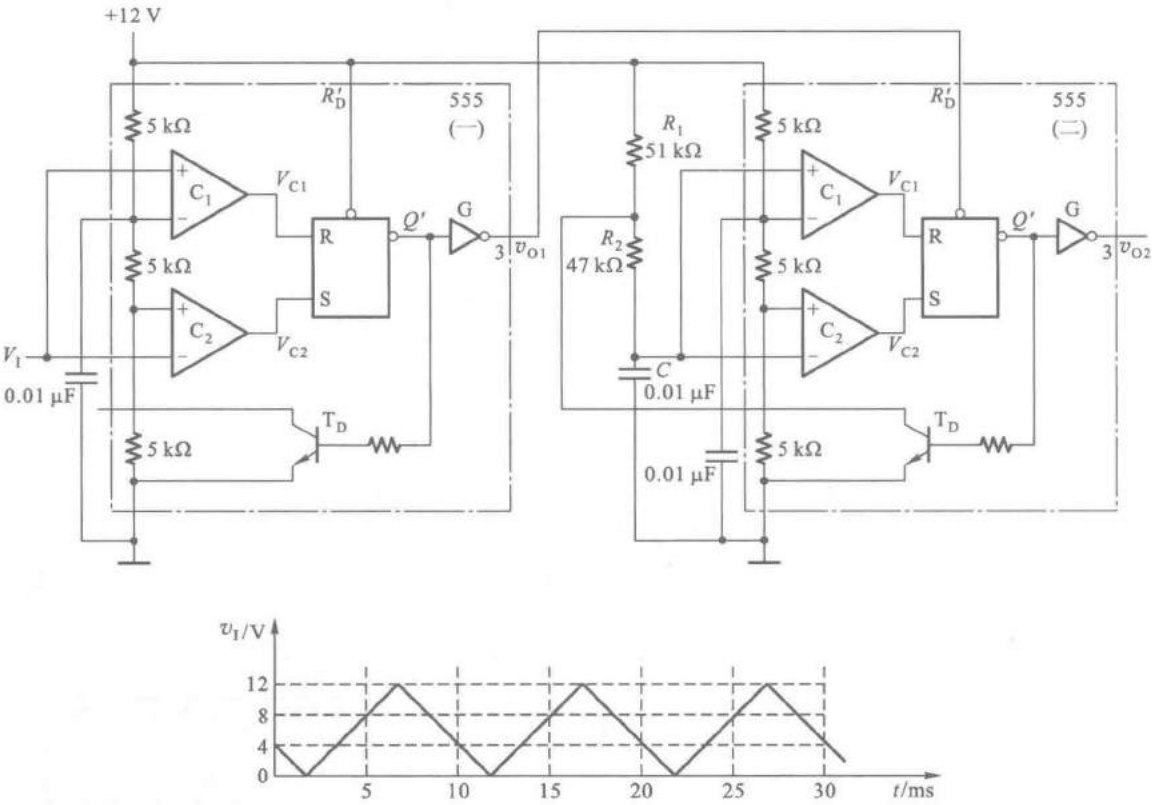 +12 V
R'D
555
(一)
5 kΩ
+
C1
−
VC1
R
Q'
G
3 vO1
5 kΩ
S
+
C2
−
VC2
VI
0.01 μF
TD
5 kΩ
R1
51 kΩ
R2
47 kΩ
C
0.01 μF
0.01 μF
R'D
555
(二)
5 kΩ
+
C1
−
VC1
R
Q'
G
3 vO2
5 kΩ
S
+
C2
−
VC2
TD
5 kΩ
vI/V
12
8
4
0
5 10 15 20 25 30 t/ms